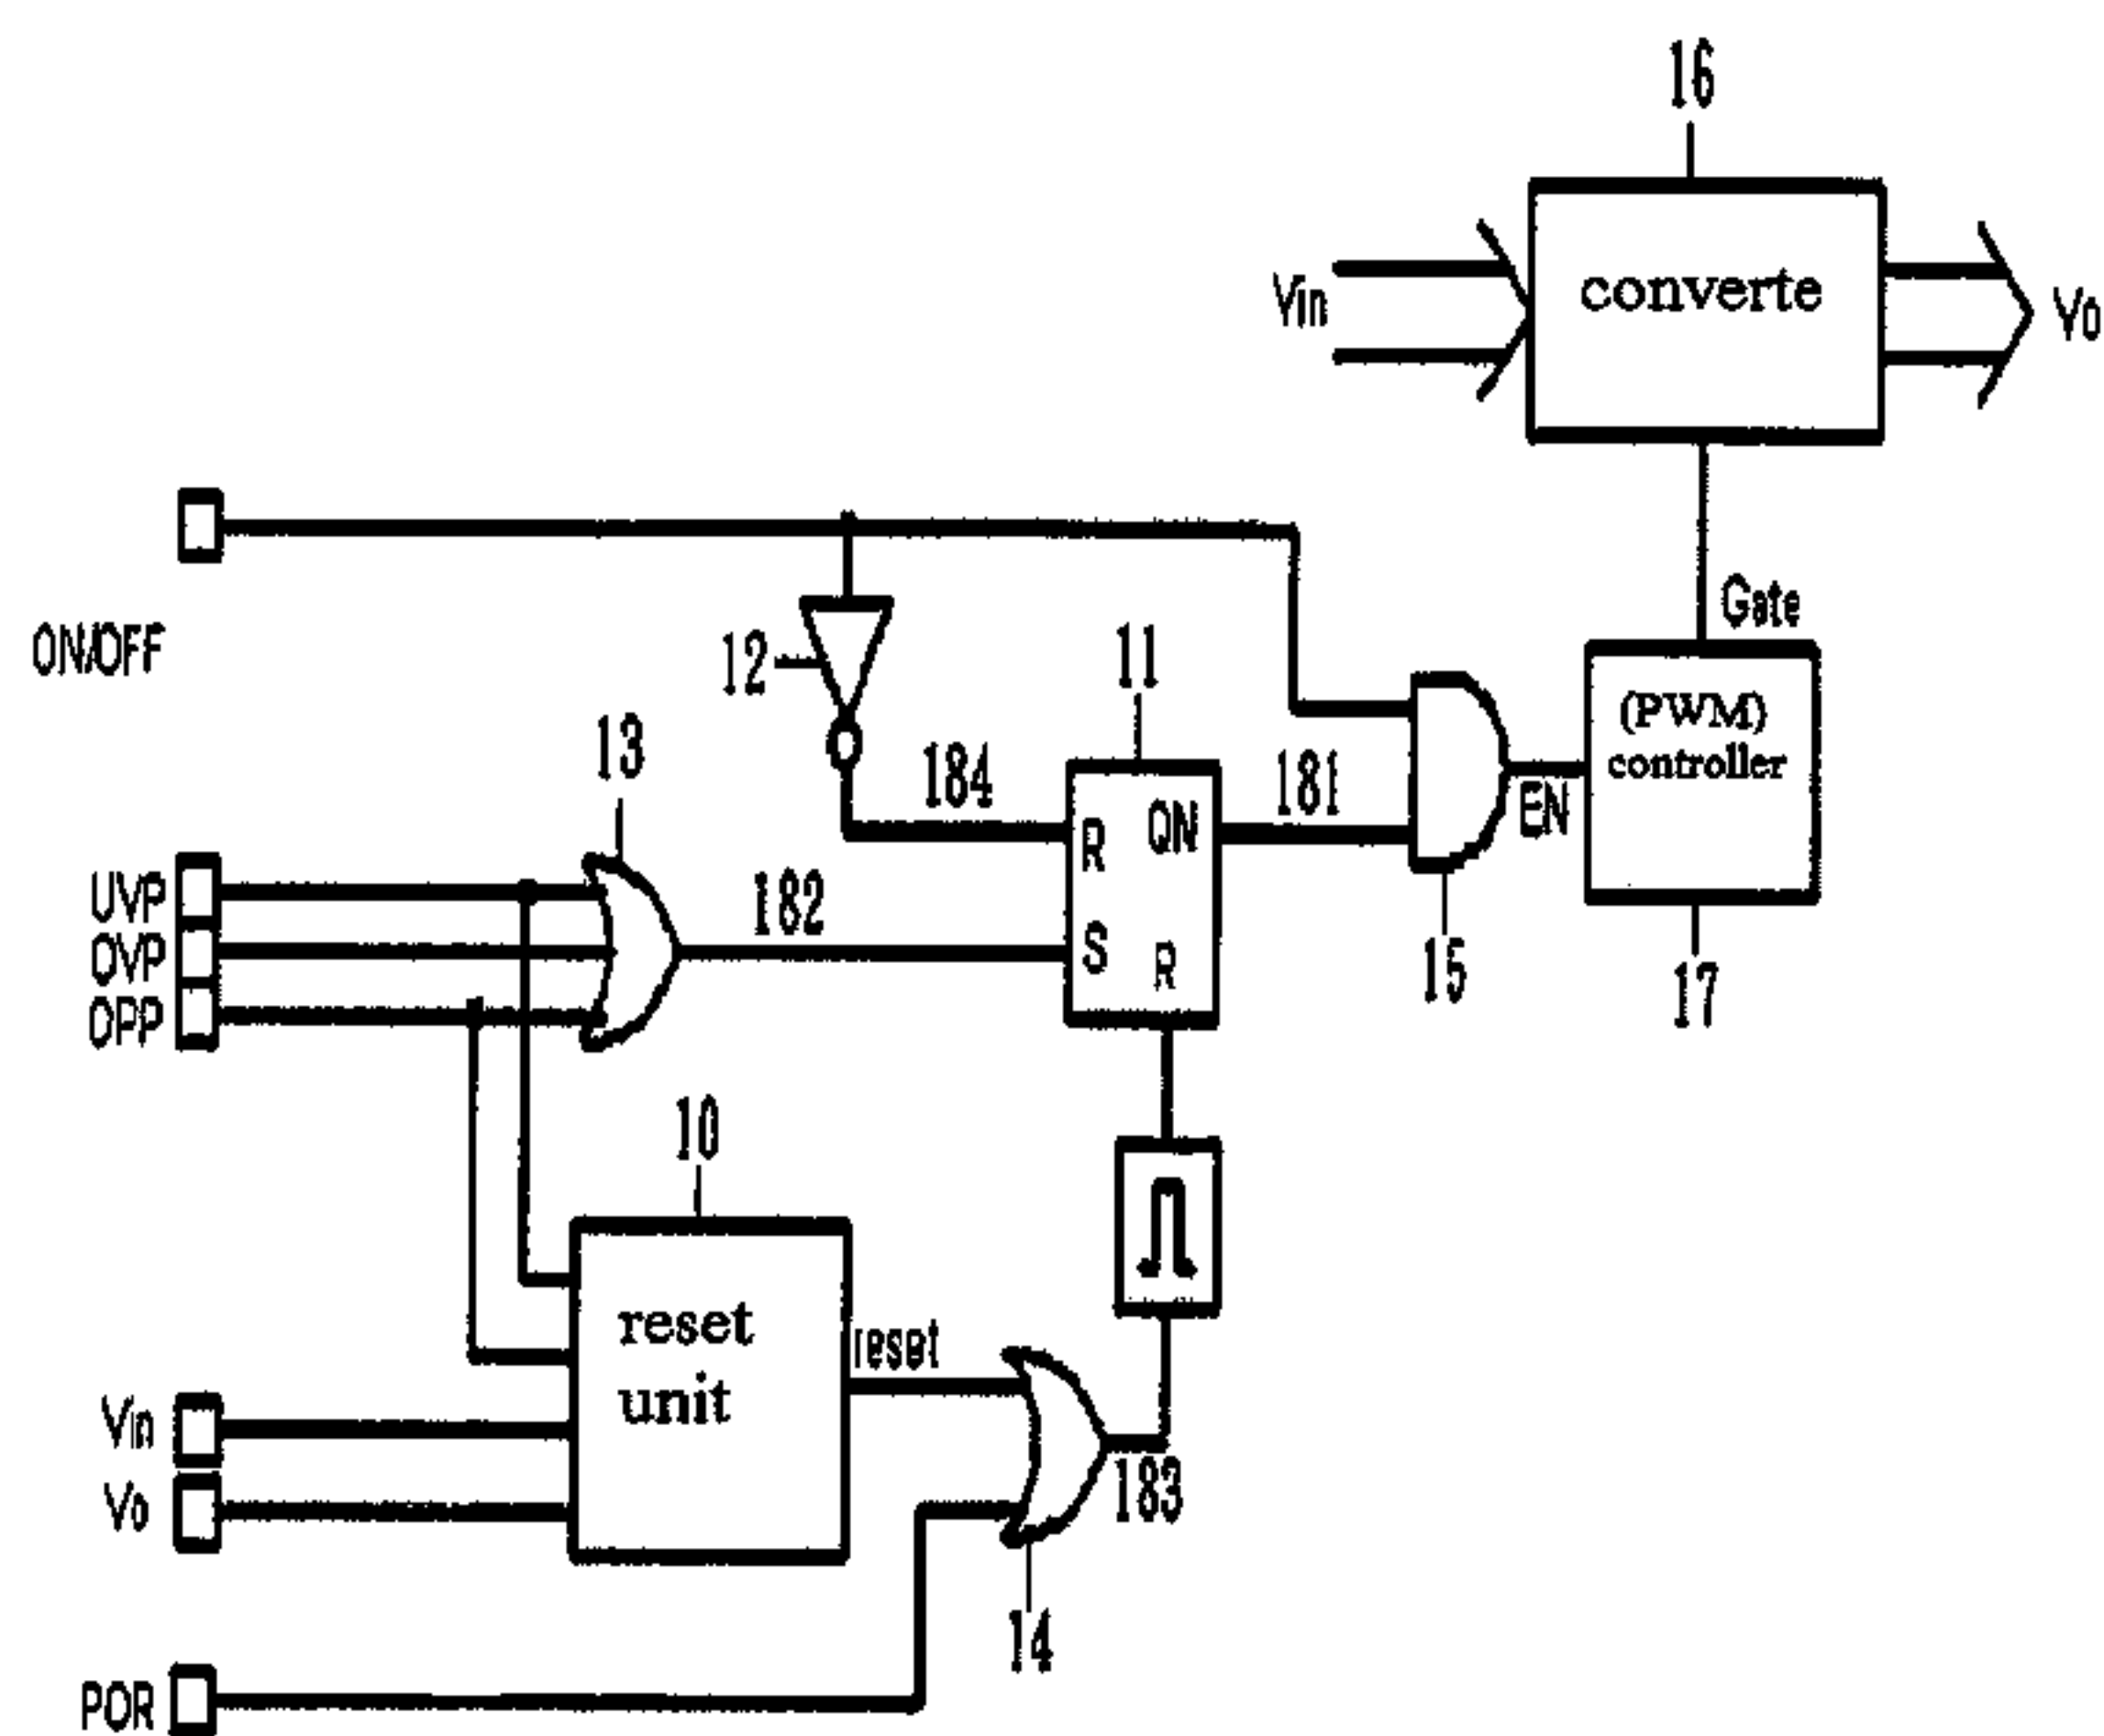 16
Vin
converte
Vo
ON/OFF
12
11
Gate
(PWM)
controller
13
184
181
EN
R
QN
UVP
OVP
OPP
182
S
R
15
17
10
reset
unit
reset
Vin
Vo
183
14
POR